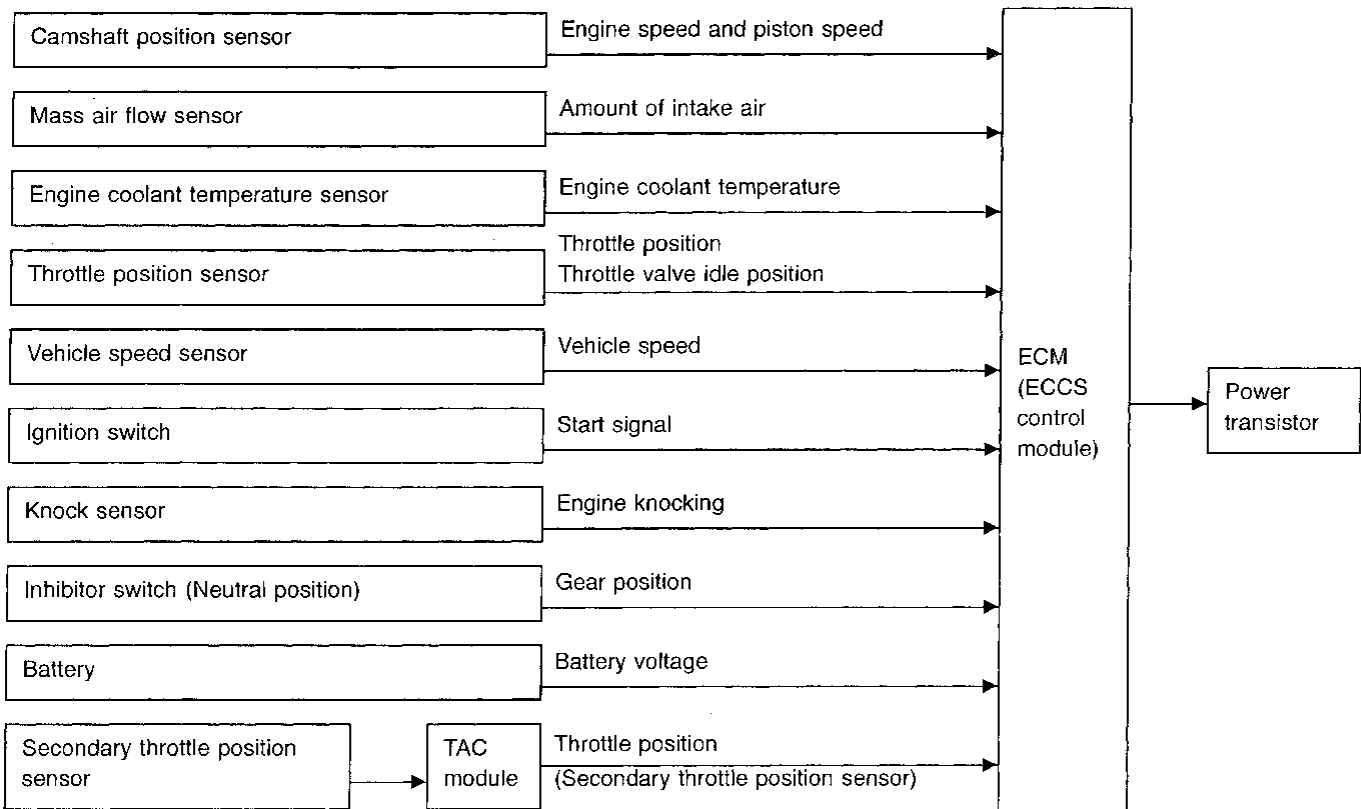 Camshaft position sensor
Engine speed and piston speed
Mass air flow sensor
Amount of intake air
Engine coolant temperature sensor
Engine coolant temperature
Throttle position sensor
Throttle position
Throttle valve idle position
Vehicle speed sensor
Vehicle speed
Ignition switch
Start signal
Knock sensor
Engine knocking
Inhibitor switch (Neutral position)
Gear position
Battery
Battery voltage
Secondary throttle position
sensor
TAC
module
Throttle position
(Secondary throttle position sensor)
ECM
(ECCS
control
module)
Power
transistor